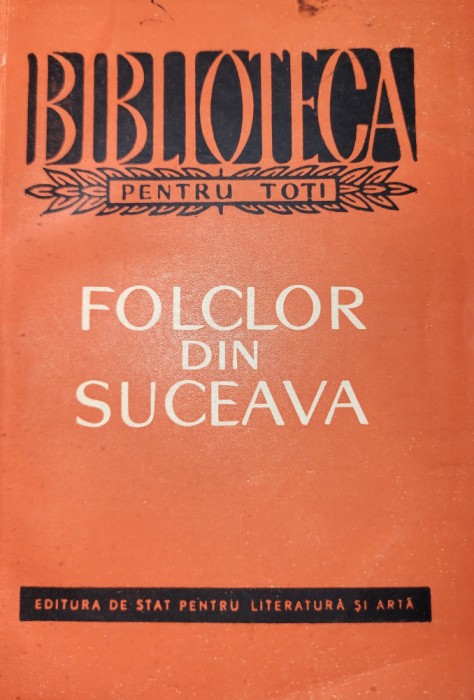 BIBLIOTECA
PENTRU TOȚI
FOLCLOR
DIN
SUCEAVA
EDITURA DE STAT PENTRU LITERATURĂ ȘI ARTĂ